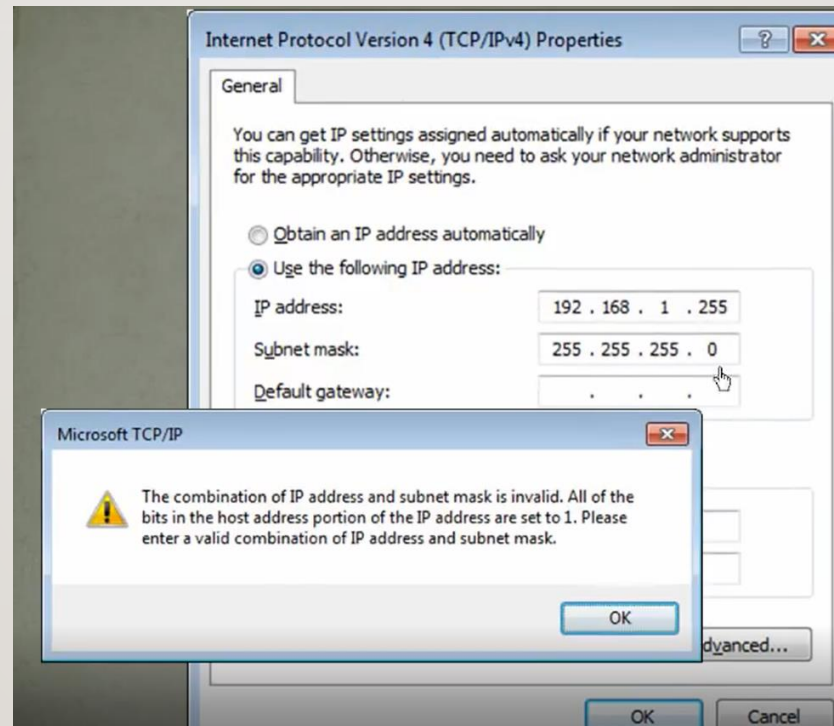 Internet Protocol Version 4 (TCP/IPv4) Properties
General
You can get IP settings assigned automatically if your network supports
this capability. Otherwise, you need to ask your network administrator
for the appropriate IP settings.
Obtain an IP address automatically
Use the following IP address:
IP address: 192 . 168 . 1 . 255
Subnet mask: 255 . 255 . 255 . 0
Default gateway: . . .
Microsoft TCP/IP
The combination of IP address and subnet mask is invalid. All of the
bits in the host address portion of the IP address are set to 1. Please
enter a valid combination of IP address and subnet mask.
OK
dvanced...
OK Cancel